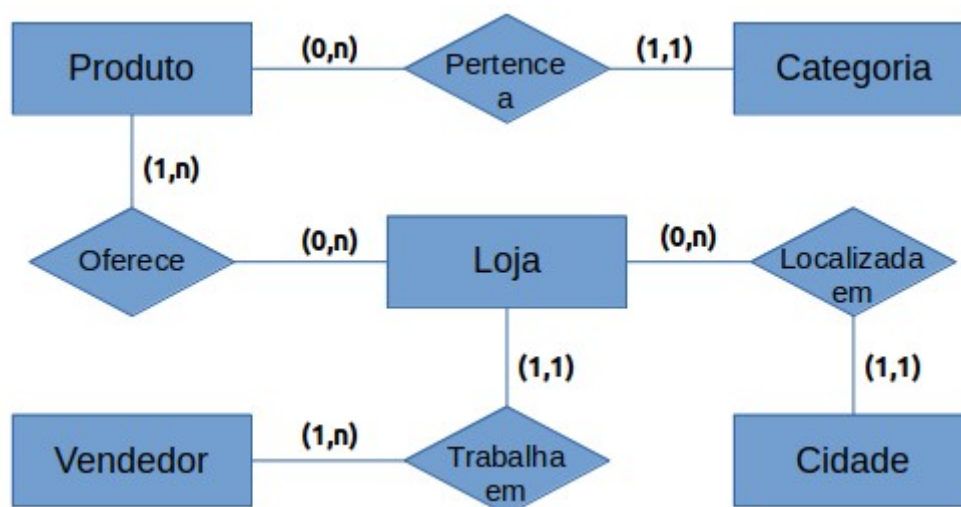 Produto
(0,n)
Pertence
a
(1,1)
Categoria
(1,n)
Oferece
(0,n)
Loja
(0,n)
Localizada
em
(1,1)
(1,1)
Vendedor
(1,n)
Trabalha
em
Cidade